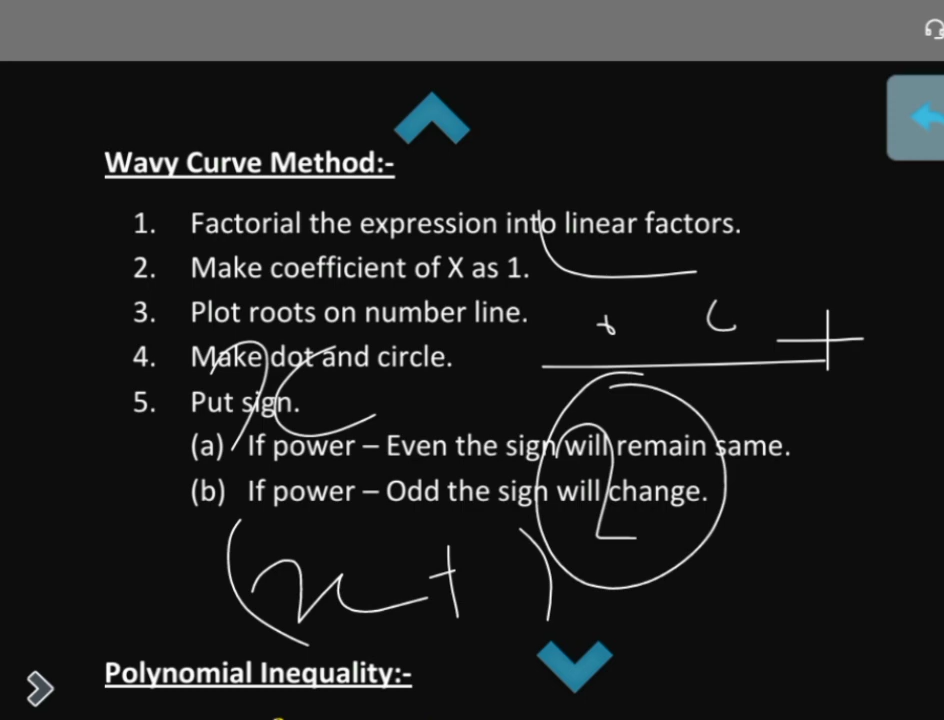 Wavy Curve Method:-
1. Factorial the expression into linear factors.
2. Make coefficient of X as 1.
3. Plot roots on number line.
4. Make dot and circle.
5. Put sign.
(a) If power – Even the sign will remain same.
(b) If power – Odd the sign will change.
(x+ )2
Polynomial Inequality:-